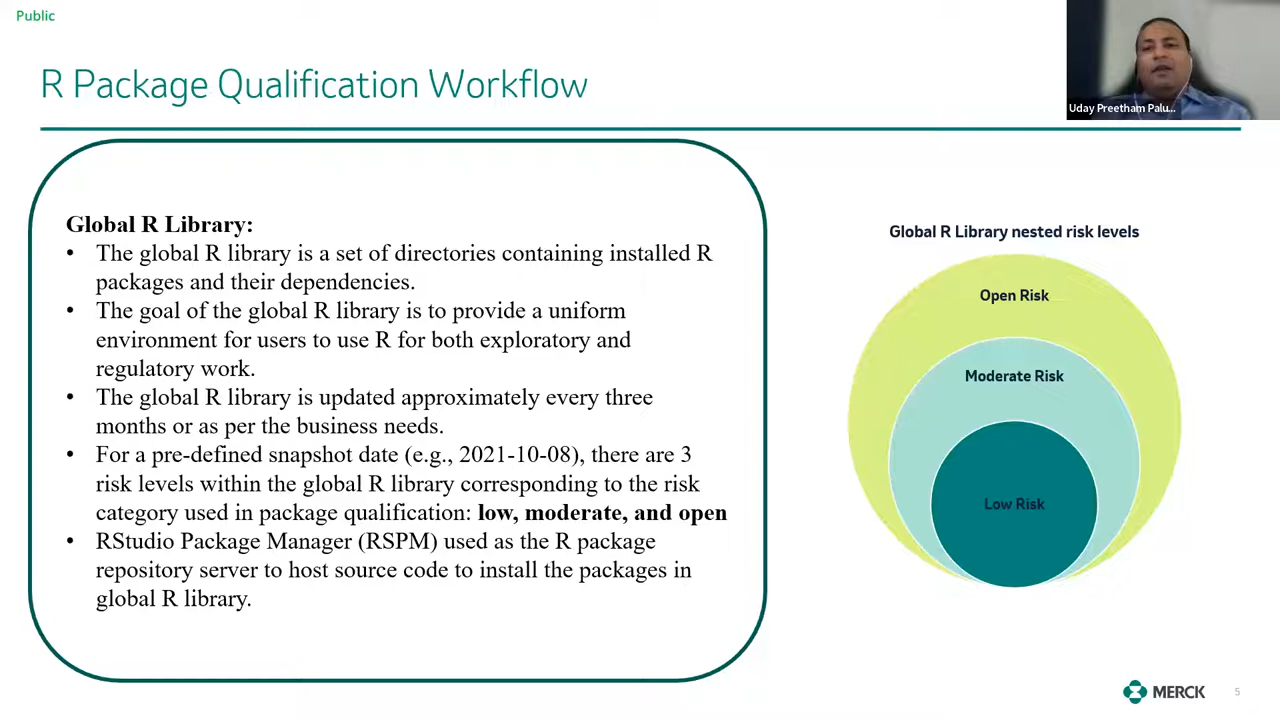 Public
R Package Qualification Workflow
Uday Preetham Palu...
Global R Library:
• The global R library is a set of directories containing installed R
packages and their dependencies.
• The goal of the global R library is to provide a uniform
environment for users to use R for both exploratory and
regulatory work.
• The global R library is updated approximately every three
months or as per the business needs.
• For a pre-defined snapshot date (e.g., 2021-10-08), there are 3
risk levels within the global R library corresponding to the risk
category used in package qualification: low, moderate, and open
• RStudio Package Manager (RSPM) used as the R package
repository server to host source code to install the packages in
global R library.
Global R Library nested risk levels
Open Risk
Moderate Risk
Low Risk
MERCK
5